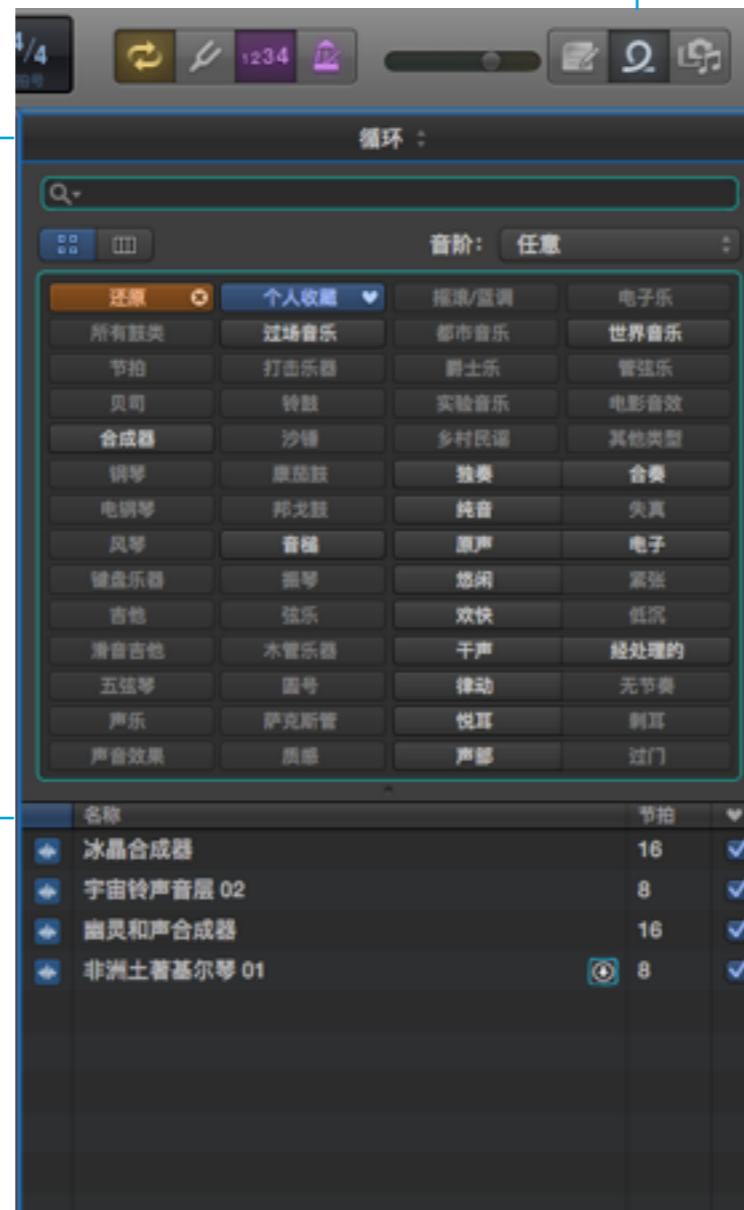 4/4
拍号
1234
循环
音阶： 任意
还原 个人收藏 摇滚/蓝调 电子乐
所有鼓类 过场音乐 都市音乐 世界音乐
节拍 打击乐器 爵士乐 管弦乐
贝司 铃鼓 实验音乐 电影音效
合成器 沙锤 乡村民谣 其他类型
钢琴 康茄鼓 独奏 合奏
电钢琴 邦戈鼓 纯音 失真
风琴 音槌 原声 电子
键盘乐器 振琴 悠闲 紧张
吉他 弦乐 欢快 低沉
滑音吉他 木管乐器 干声 经处理的
五弦琴 圆号 律动 无节奏
声乐 萨克斯管 悦耳 刺耳
声音效果 质感 声部 过门
名称 节拍
冰晶合成器 16
宇宙铃声音层 02 8
幽灵和声合成器 16
非洲土著基尔琴 01 8